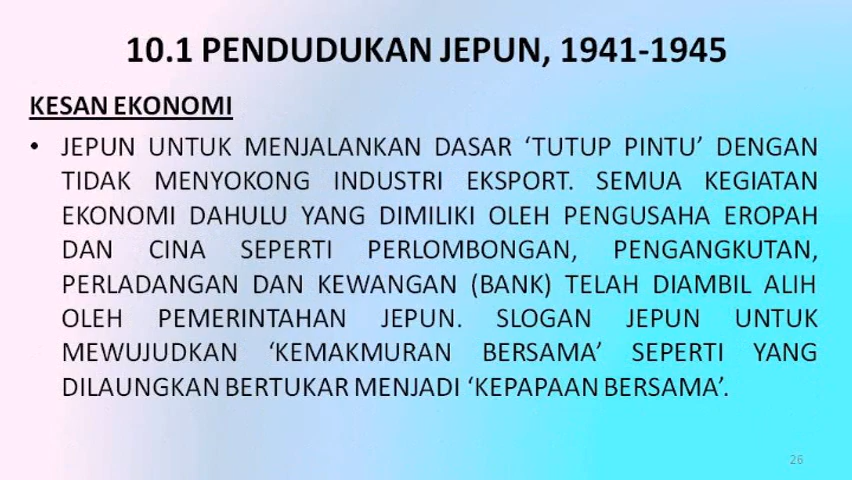 10.1 PENDUDUKAN JEPUN, 1941-1945
KESAN EKONOMI
• JEPUN UNTUK MENJALANKAN DASAR ‘TUTUP PINTU’ DENGAN
TIDAK MENYOKONG INDUSTRI EKSPORT. SEMUA KEGIATAN
EKONOMI DAHULU YANG DIMILIKI OLEH PENGUSAHA EROPAH
DAN CINA SEPERTI PERLOMBONGAN, PENGANGKUTAN,
PERLADANGAN DAN KEWANGAN (BANK) TELAH DIAMBIL ALIH
OLEH PEMERINTAHAN JEPUN. SLOGAN JEPUN UNTUK
MEWUJUDKAN ‘KEMAKMURAN BERSAMA’ SEPERTI YANG
DILAUNGKAN BERTUKAR MENJADI ‘KEPAPAAN BERSAMA’.
26